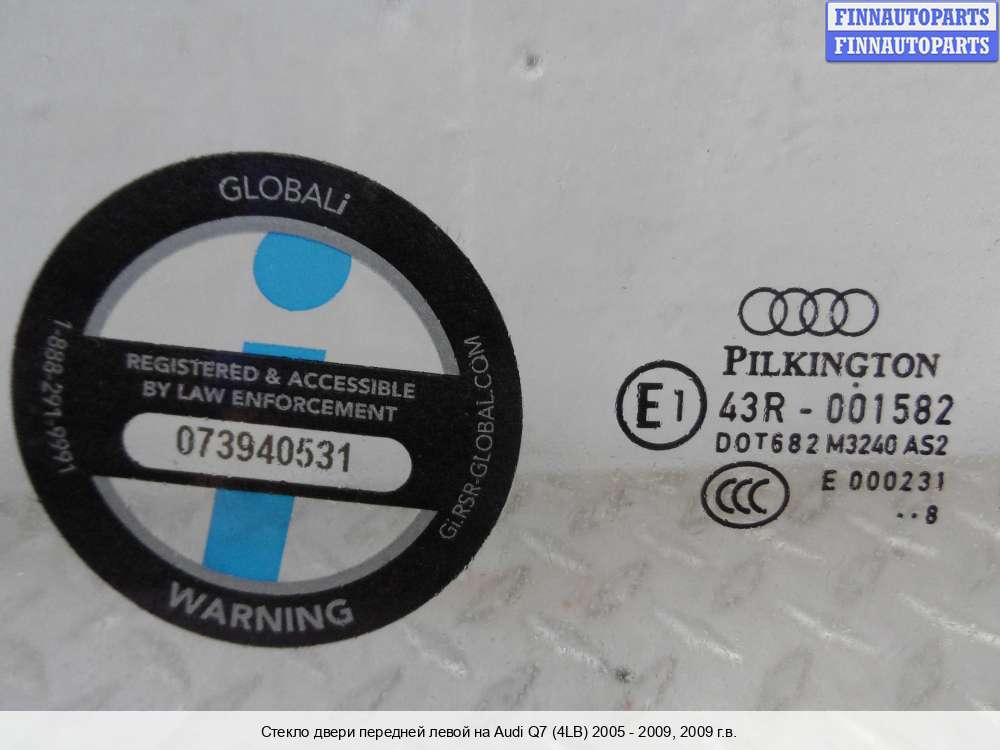 FINNAUTOPARTS
FINNAUTOPARTS
GLOBALi
1-888-291-9991
REGISTERED & ACCESSIBLE
BY LAW ENFORCEMENT
073940531
Gi.RSR-GLOBAL.COM
WARNING
PILKINGTON
E1 43R - 001582
DOT682 M3240 AS2
CCC E 000231
··8
Стекло двери передней левой на Audi Q7 (4LB) 2005 - 2009, 2009 г.в.